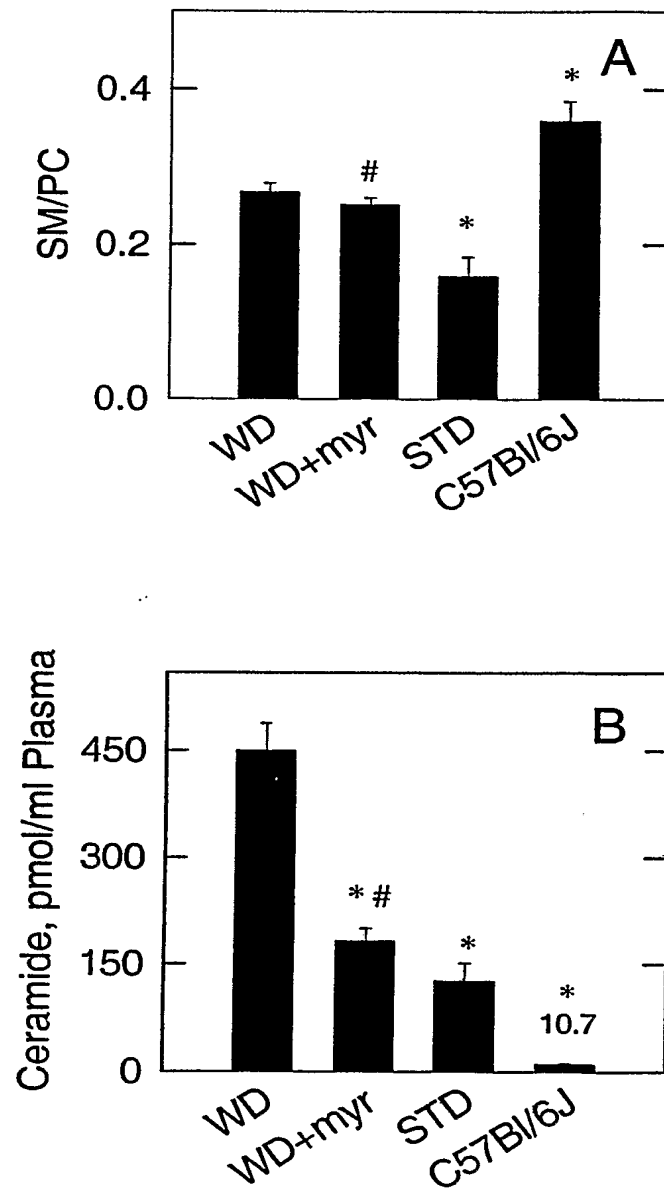 A
SM/PC
0.4
0.2
0.0
*
#
*
*
WD
WD+myr
STD
C57Bl/6J
B
Ceramide, pmol/ml Plasma
450
300
150
0
* #
*
*
10.7
WD
WD+myr
STD
C57Bl/6J